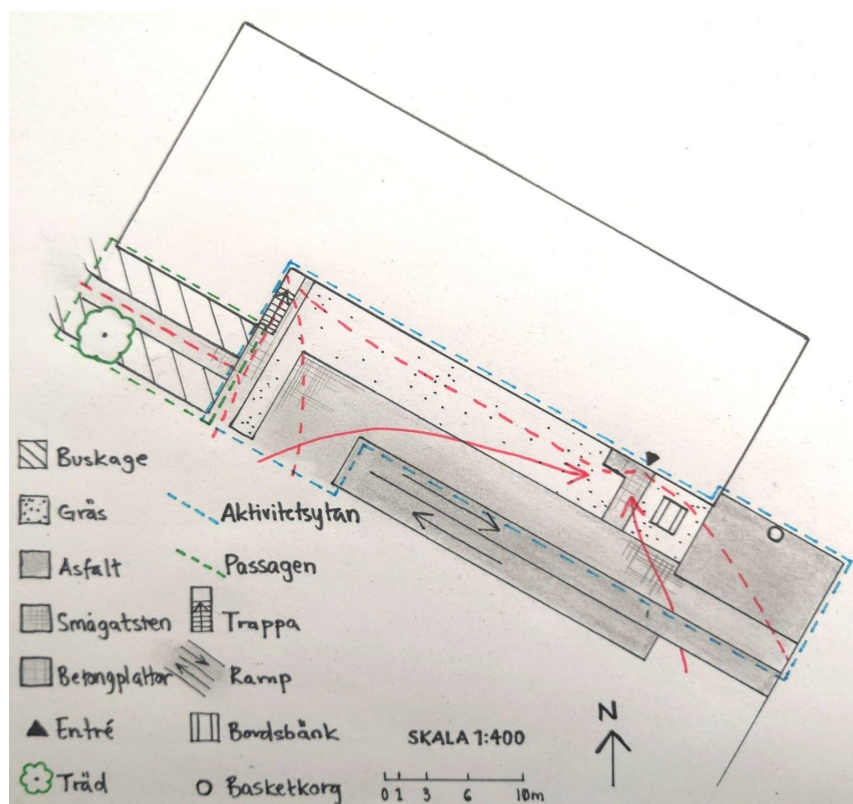 Buskage
Gräs
Asfalt
Smågatsten
Betongplattor
Entré
Träd
Aktivitetsytan
Passagen
Trappa
Ramp
Bordsbänk
Basketkorg
SKALA 1:400
0 1 3 6 10m
N